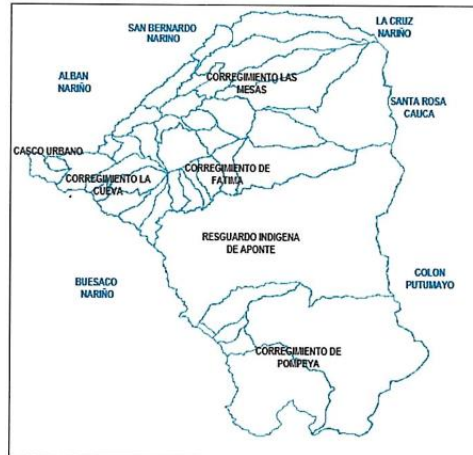 SAN BERNARDO
NARIÑO
LA CRUZ
NARIÑO
ALBAN
NARIÑO
CORREGIMIENTO LAS
MESAS
SANTA ROSA
CAUCA
CASCO URBANO
CORREGIMIENTO LA
CUEVA
CORREGIMIENTO DE
FATIMA
RESGUARDO INDIGENA
DE APONTE
BUESACO
NARIÑO
COLON
PUTUMAYO
CORREGIMIENTO DE
POMPEYA